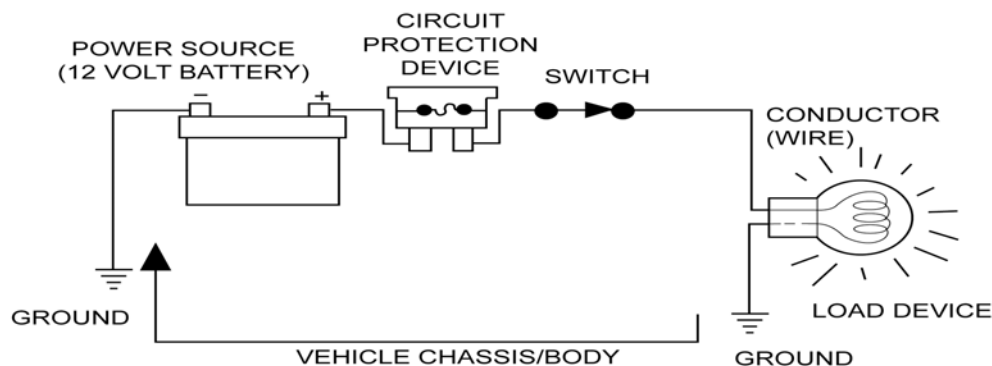 CIRCUIT
PROTECTION
DEVICE
POWER SOURCE
(12 VOLT BATTERY)
SWITCH
− +
CONDUCTOR
(WIRE)
GROUND
LOAD DEVICE
VEHICLE CHASSIS/BODY
GROUND